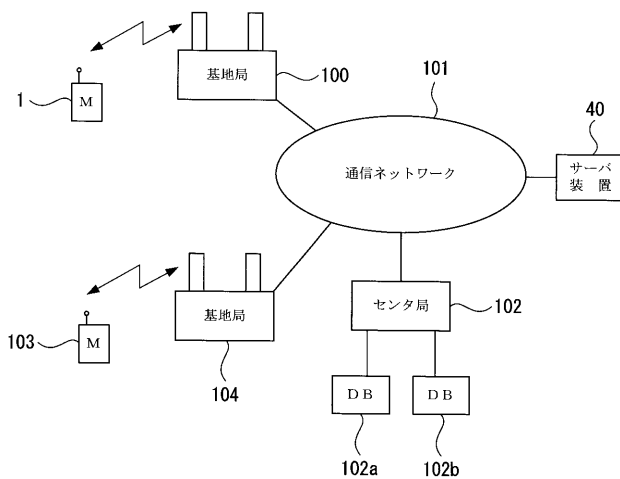 基地局
100
1
M
101
40
通信ネットワーク
サーバ
装 置
基地局
センタ局
102
103
M
104
DB
DB
102a
102b